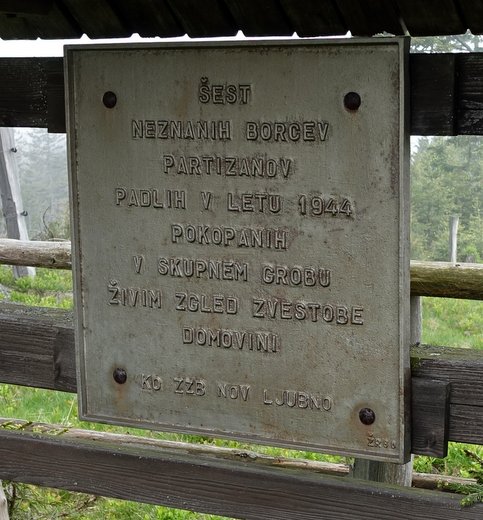 ŠEST
NEZNANIH BORCEV
PARTIZANOV
PADLIH V LETU 1944
POKOPANIH
V SKUPNEM GROBU
ŽIVIM ZGLED ZVESTOBE
DOMOVINI
KO ZZB NOV LJUBNO